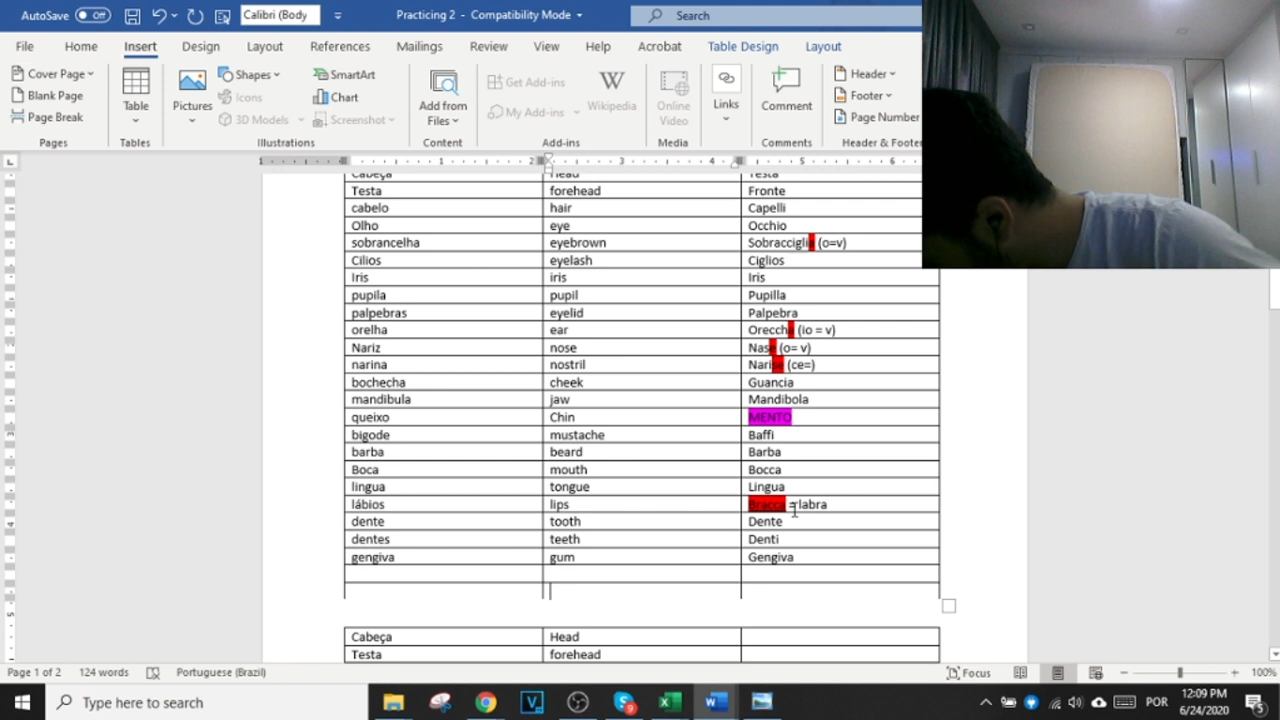 AutoSave Off Calibri (Body Practicing 2 - Compatibility Mode Search
File Home Insert Design Layout References Mailings Review View Help Acrobat Table Design Layout
Cover Page
Blank Page
Page Break
Pages
Table
Tables
Pictures
Shapes
Icons
3D Models
SmartArt
Chart
Screenshot
Illustrations
Add from Files
Content
Get Add-ins
My Add-ins
Wikipedia
Add-ins
Online Video
Media
Links
Comment
Comments
Header
Footer
Page Number
Header & Foote
Cabeça Head Testa
Testa forehead Fronte
cabelo hair Capelli
Olho eye Occhio
sobrancelha eyebrown (o=v)
Cilios eyelash Ciglios
Iris iris Iris
pupila pupil Pupilla
palpebras eyelid Palpebra
orelha ear (io = v)
Nariz nose Nase (o= v)
narina nostril Narise (ce=)
bochecha cheek Guancia
mandibula jaw Mandibola
queixo Chin MENTO
bigode mustache Baffi
barba beard Barba
Boca mouth Bocca
lingua tongue Lingua
lábios lips Bracca =labra
dente tooth Dente
dentes teeth Denti
gengiva gum Gengiva
Cabeça Head
Testa forehead
Page 1 of 2 124 words Portuguese (Brazil) Focus 100%
Type here to search POR 12:09 PM
6/24/2020 5